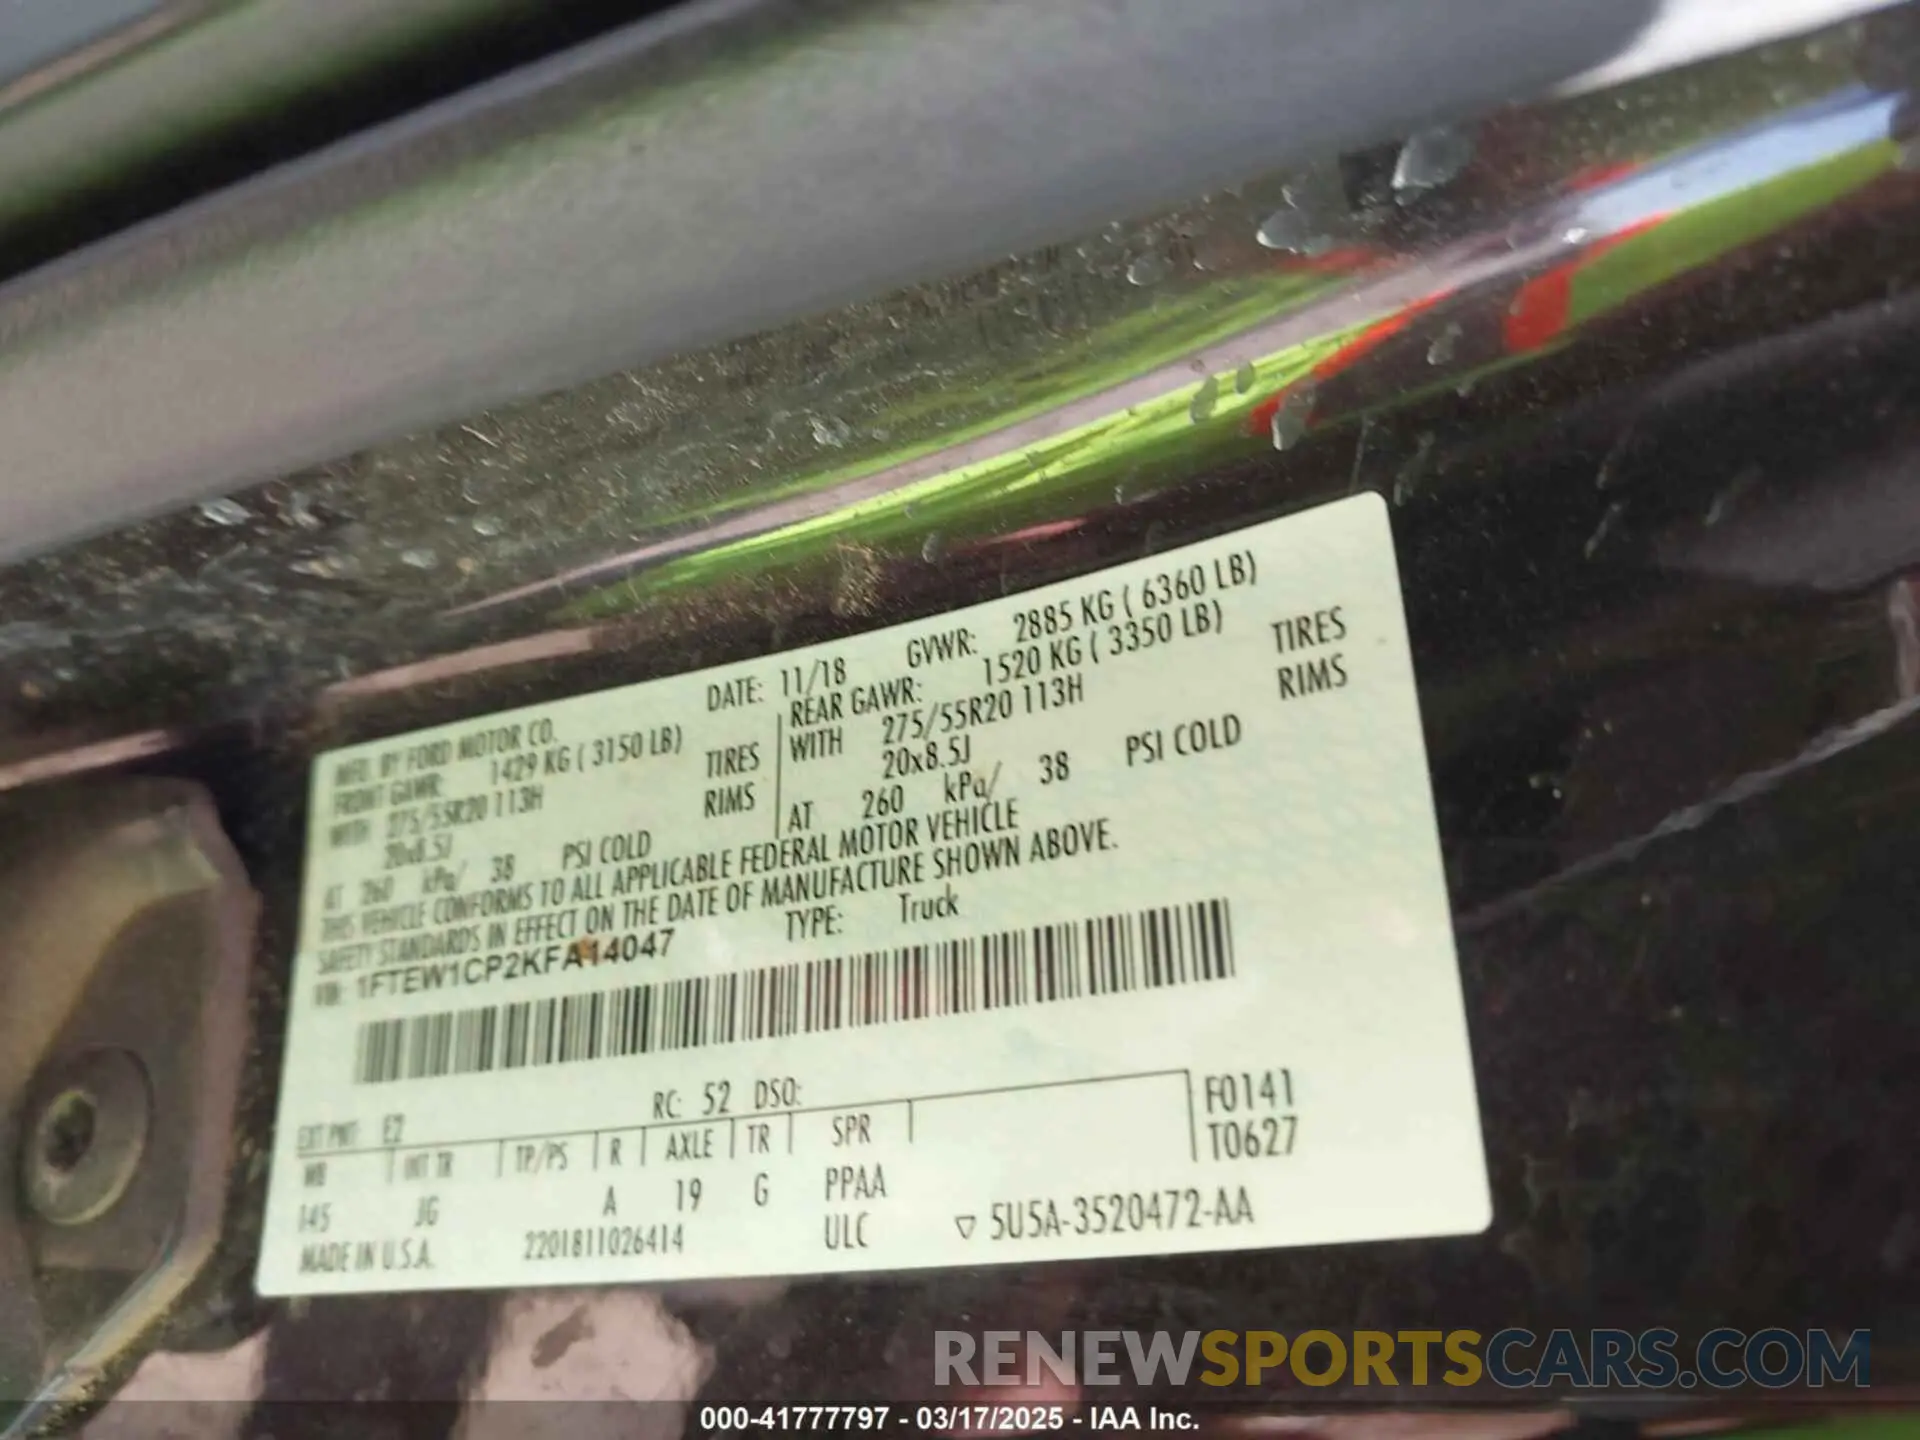 MFD. BY FORD MOTOR CO.
DATE: 11/18
GVWR: 2885 KG ( 6360 LB)
FRONT GAWR: 1429 KG ( 3150 LB)
REAR GAWR: 1520 KG ( 3350 LB)
WITH 275/55R20 113H TIRES
WITH 275/55R20 113H TIRES
20x8.5J RIMS
20x8.5J RIMS
AT 260 kPa/ 38 PSI COLD
AT 260 kPa/ 38 PSI COLD
THIS VEHICLE CONFORMS TO ALL APPLICABLE FEDERAL MOTOR VEHICLE
SAFETY STANDARDS IN EFFECT ON THE DATE OF MANUFACTURE SHOWN ABOVE.
VIN: 1FTEW1CP2KFA14047
TYPE: Truck
EXT PNT: E2
RC: 52 DSO:
F0141
WB INT TR TP/PS R AXLE TR SPR
T0627
145 JG A 19 G PPAA
MADE IN U.S.A. 2201811026414 ULC ▽ 5U5A-3520472-AA
RENEWSPORTSCARS.COM
000-41777797 - 03/17/2025 - IAA Inc.